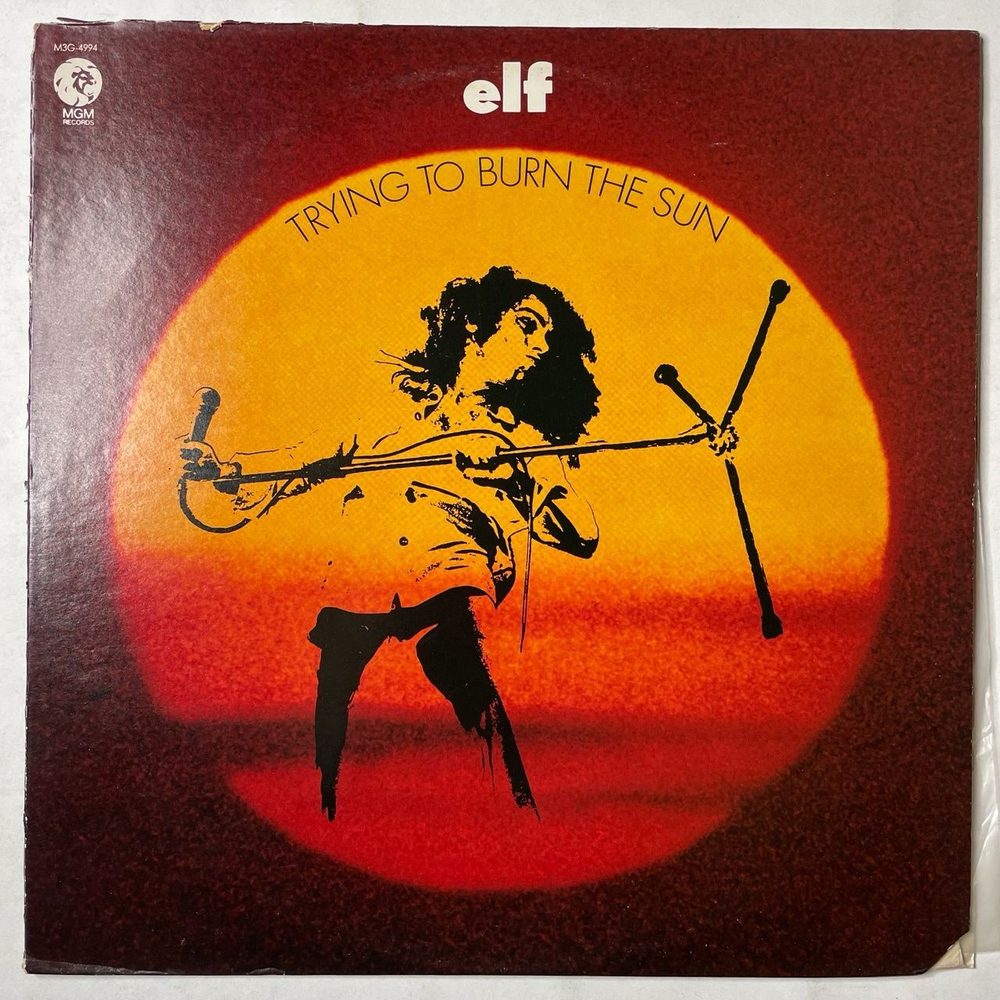 M3G-4994
MGM
RECORDS
elf
TRYING TO BURN THE SUN